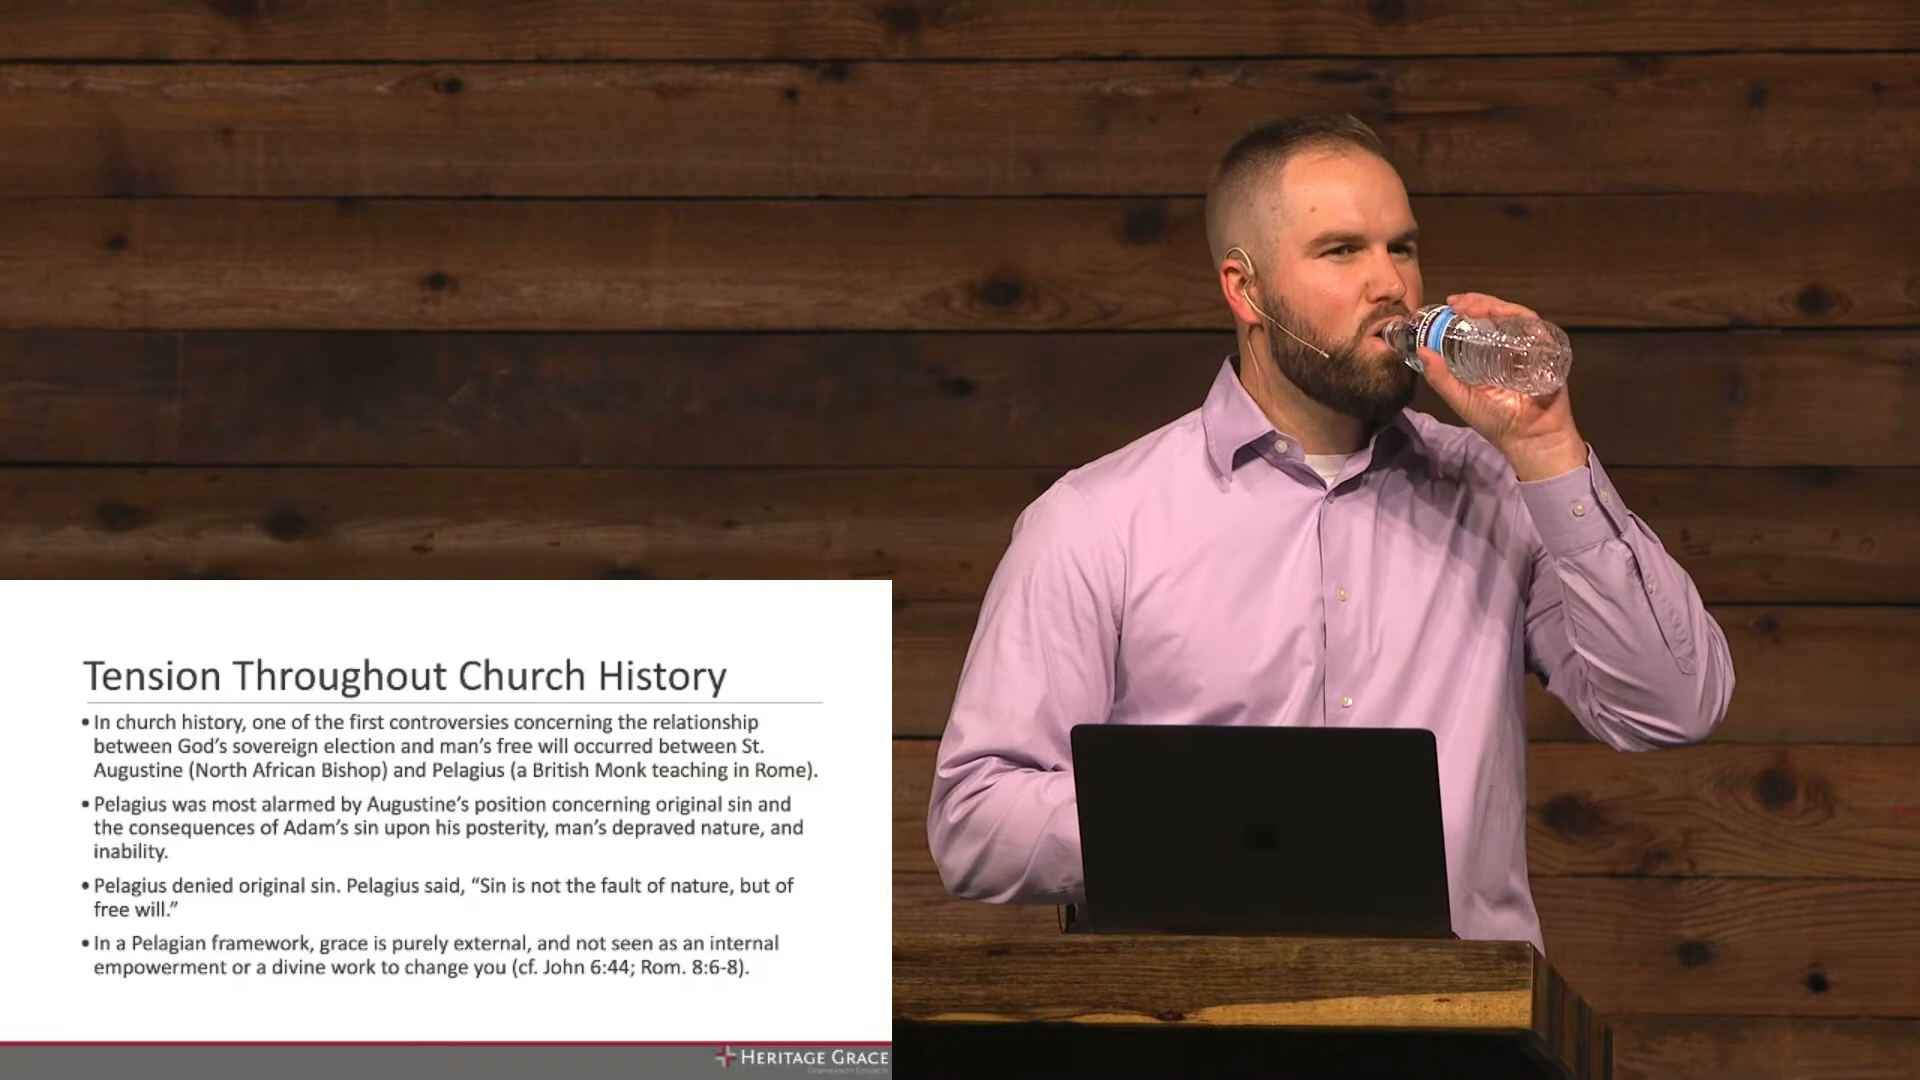 Tension Throughout Church History
• In church history, one of the first controversies concerning the relationship
between God's sovereign election and man's free will occurred between St.
Augustine (North African Bishop) and Pelagius (a British Monk teaching in Rome).
• Pelagius was most alarmed by Augustine's position concerning original sin and
the consequences of Adam's sin upon his posterity, man's depraved nature, and
inability.
• Pelagius denied original sin. Pelagius said, “Sin is not the fault of nature, but of
free will.”
• In a Pelagian framework, grace is purely external, and not seen as an internal
empowerment or a divine work to change you (cf. John 6:44; Rom. 8:6-8).
HERITAGE GRACE
COMMUNITY CHURCH